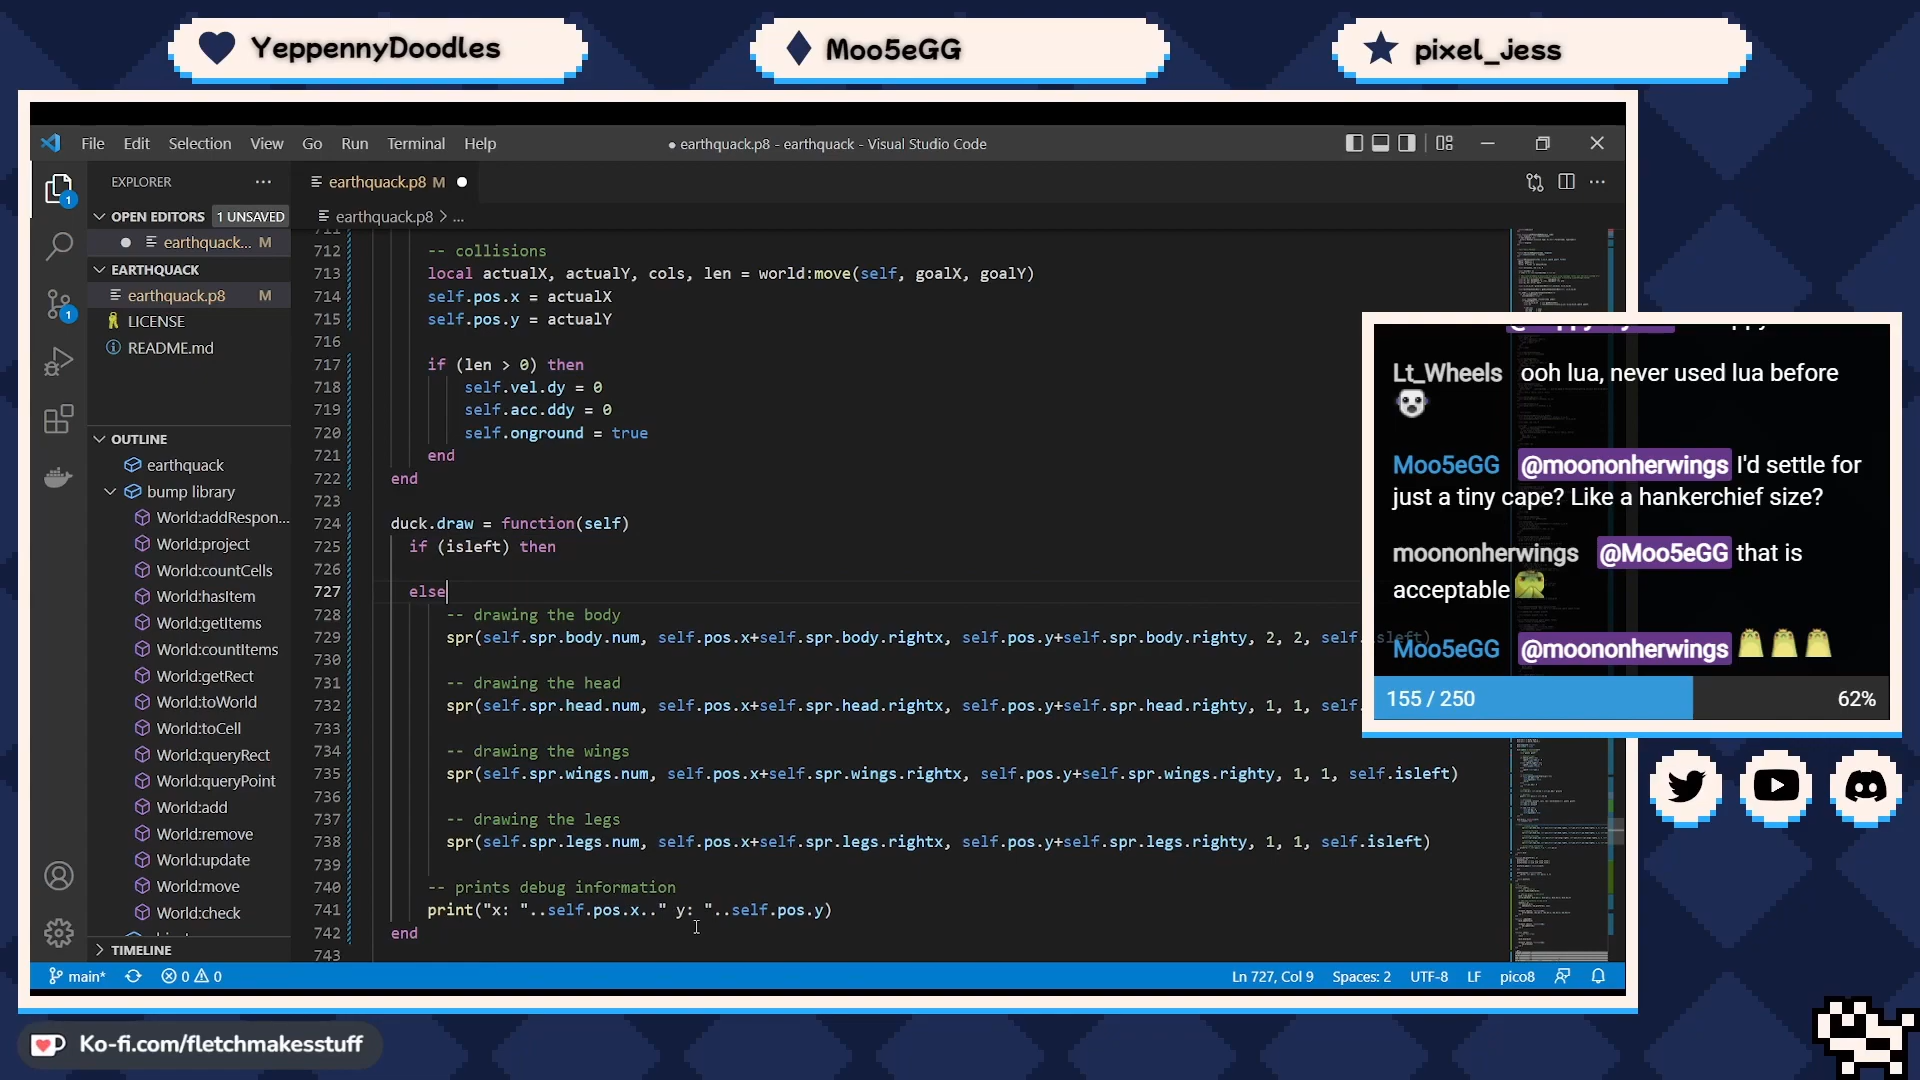 YeppennyDoodles
Moo5eGG
pixel_jess
File Edit Selection View Go Run Terminal Help
● earthquack.p8 - earthquack - Visual Studio Code
EXPLORER
OPEN EDITORS 1 UNSAVED
earthquack... M
EARTHQUACK
earthquack.p8 M
LICENSE
README.md
OUTLINE
earthquack
bump library
World:addRespon...
World:project
World:countCells
World:hasItem
World:getItems
World:countItems
World:getRect
World:toWorld
World:toCell
World:queryRect
World:queryPoint
World:add
World:remove
World:update
World:move
World:check
TIMELINE
earthquack.p8 M
earthquack.p8 > ...
711
712 -- collisions
713 local actualX, actualY, cols, len = world:move(self, goalX, goalY)
714 self.pos.x = actualX
715 self.pos.y = actualY
716
717 if (len > 0) then
718 self.vel.dy = 0
719 self.acc.ddy = 0
720 self.onground = true
721 end
722 end
723
724 duck.draw = function(self)
725 if (isleft) then
726
727 else
728 -- drawing the body
729 spr(self.spr.body.num, self.pos.x+self.spr.body.rightx, self.pos.y+self.spr.body.righty, 2, 2, self.isleft)
730
731 -- drawing the head
732 spr(self.spr.head.num, self.pos.x+self.spr.head.rightx, self.pos.y+self.spr.head.righty, 1, 1, self.
733
734 -- drawing the wings
735 spr(self.spr.wings.num, self.pos.x+self.spr.wings.rightx, self.pos.y+self.spr.wings.righty, 1, 1, self.isleft)
736
737 -- drawing the legs
738 spr(self.spr.legs.num, self.pos.x+self.spr.legs.rightx, self.pos.y+self.spr.legs.righty, 1, 1, self.isleft)
739
740 -- prints debug information
741 print("x: "..self.pos.x.." y: "..self.pos.y)
742 end
743
main* 0 0
Ln 727, Col 9 Spaces: 2 UTF-8 LF pico8
Lt_Wheels ooh lua, never used lua before
Moo5eGG @moononherwings I'd settle for
just a tiny cape? Like a hankerchief size?
moononherwings @Moo5eGG that is
acceptable
Moo5eGG @moononherwings
155 / 250 62%
Ko-fi.com/fletchmakesstuff